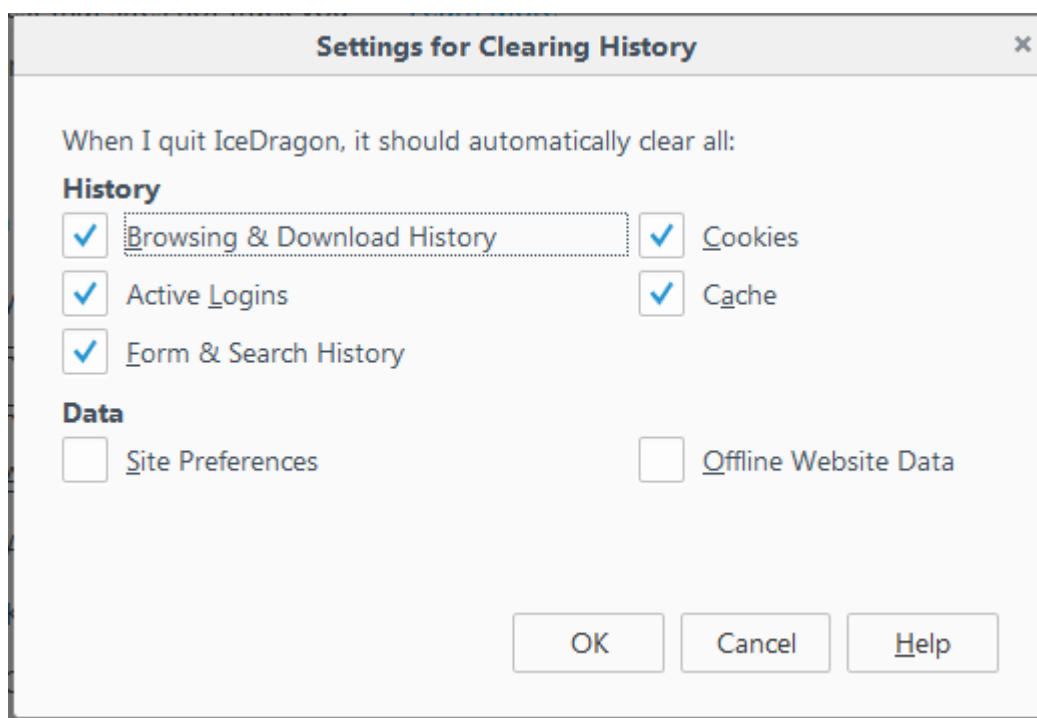 Settings for Clearing History
When I quit IceDragon, it should automatically clear all:
History
Browsing & Download History Cookies
Active Logins Cache
Form & Search History
Data
Site Preferences Offline Website Data
OK Cancel Help